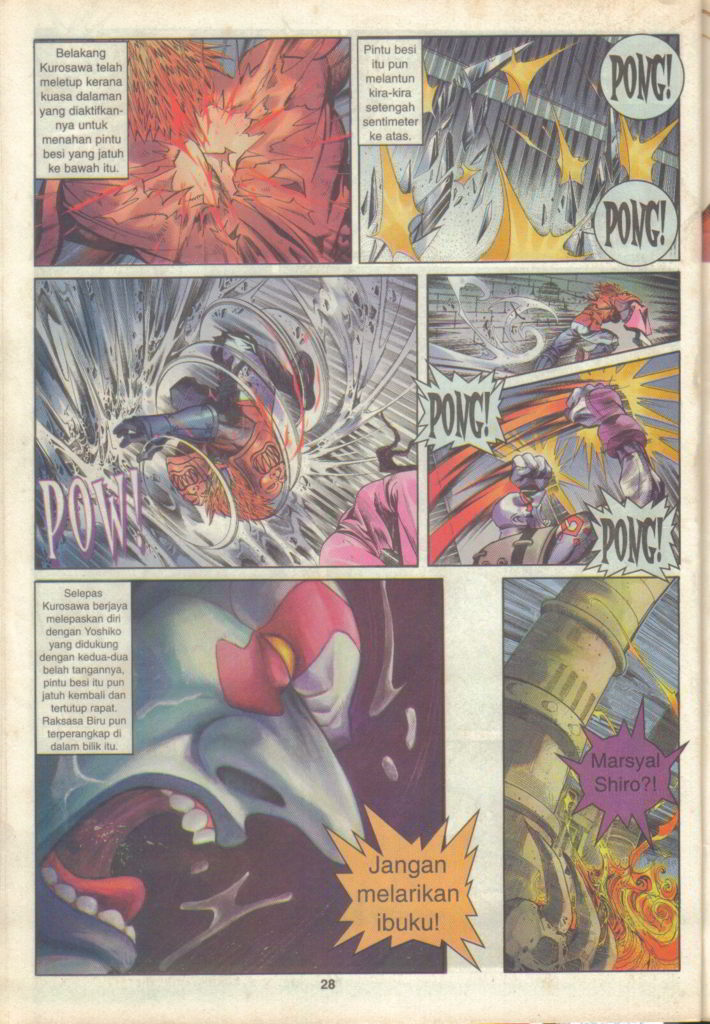 Belakang
Kurosawa telah
meletup kerana
kuasa dalaman
yang diaktifkan-
nya untuk
menahan pintu
besi yang jatuh
ke bawah itu.
Pintu besi
itu pun
melantun
kira-kira
setengah
sentimeter
ke atas.
PONG!
PONG!
POW!
PONG!
PONG!
Selepas
Kurosawa berjaya
melepaskan diri
dengan Yoshiko
yang didukung
dengan kedua-dua
belah tangannya,
pintu besi itu pun
jatuh kembali dan
tertutup rapat.
Raksasa Biru pun
terperangkap di
dalam bilik itu.
Jangan
melarikan
ibuku!
Marsyal
Shiro?!
28